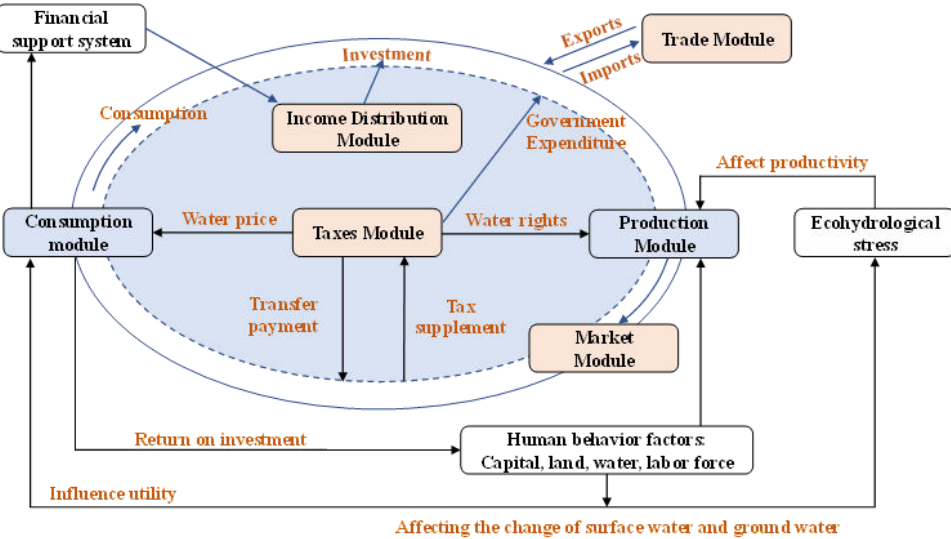 Financial
support system
Exports
Trade Module
Imports
Investment
Consumption
Income Distribution
Module
Government
Expenditure
Affect productivity
Consumption
module
Water price
Taxes Module
Water rights
Production
Module
Ecohydrological
stress
Transfer
payment
Tax
supplement
Market
Module
Return on investment
Human behavior factors:
Capital, land, water, labor force
Influence utility
Affecting the change of surface water and ground water